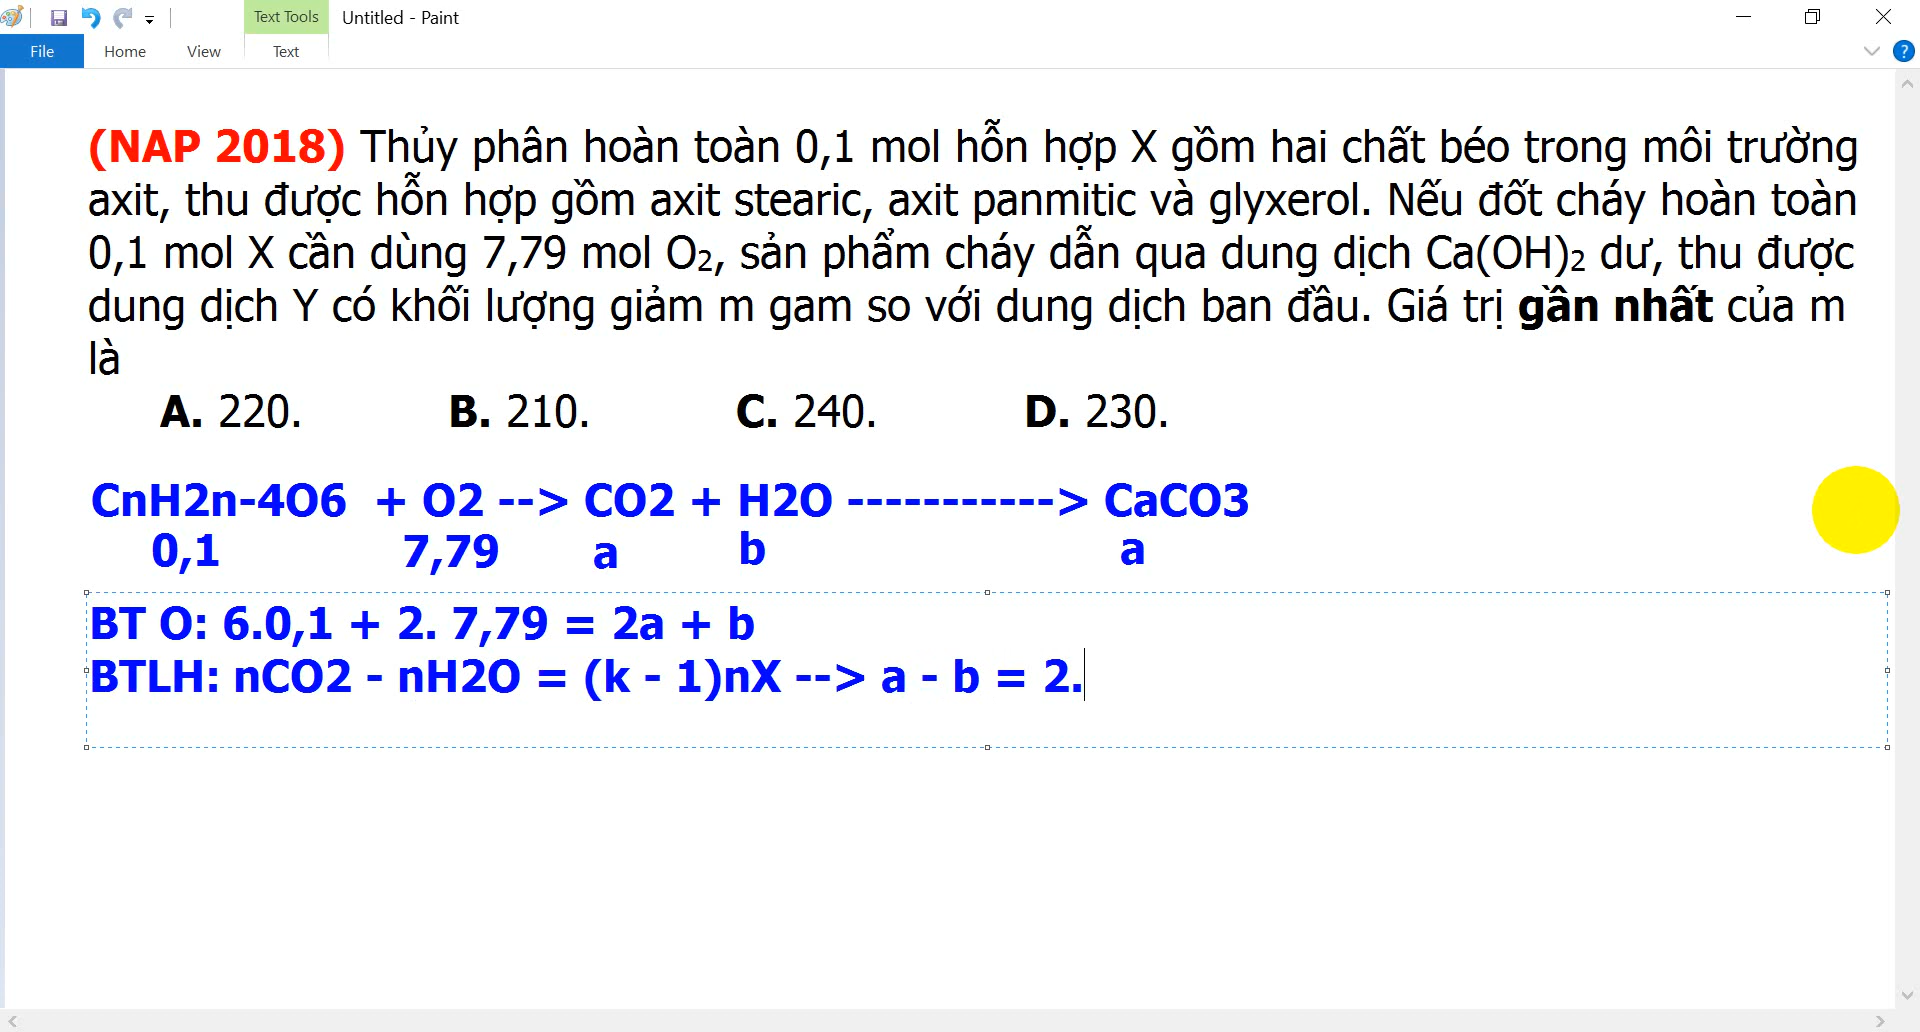 Text Tools
Untitled - Paint
File
Home
View
Text
(NAP 2018) Thủy phân hoàn toàn 0,1 mol hỗn hợp X gồm hai chất béo trong môi trường
axit, thu được hỗn hợp gồm axit stearic, axit panmitic và glyxerol. Nếu đốt cháy hoàn toàn
0,1 mol X cần dùng 7,79 mol O₂, sản phẩm cháy dẫn qua dung dịch Ca(OH)₂ dư, thu được
dung dịch Y có khối lượng giảm m gam so với dung dịch ban đầu. Giá trị gần nhất của m
là
A. 220. B. 210. C. 240. D. 230.
CnH2n-4O6 + O2 --> CO2 + H2O -----------> CaCO3
0,1 7,79 a b a
BT O: 6.0,1 + 2. 7,79 = 2a + b
BTLH: nCO2 - nH2O = (k - 1)nX --> a - b = 2.